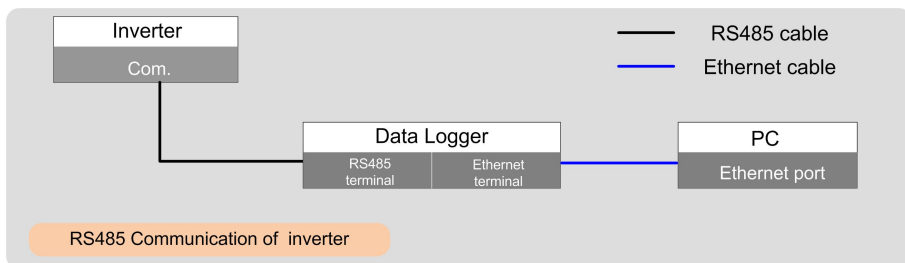 Inverter
Com.
RS485 cable
Ethernet cable
Data Logger
RS485
terminal
Ethernet
terminal
PC
Ethernet port
RS485 Communication of inverter